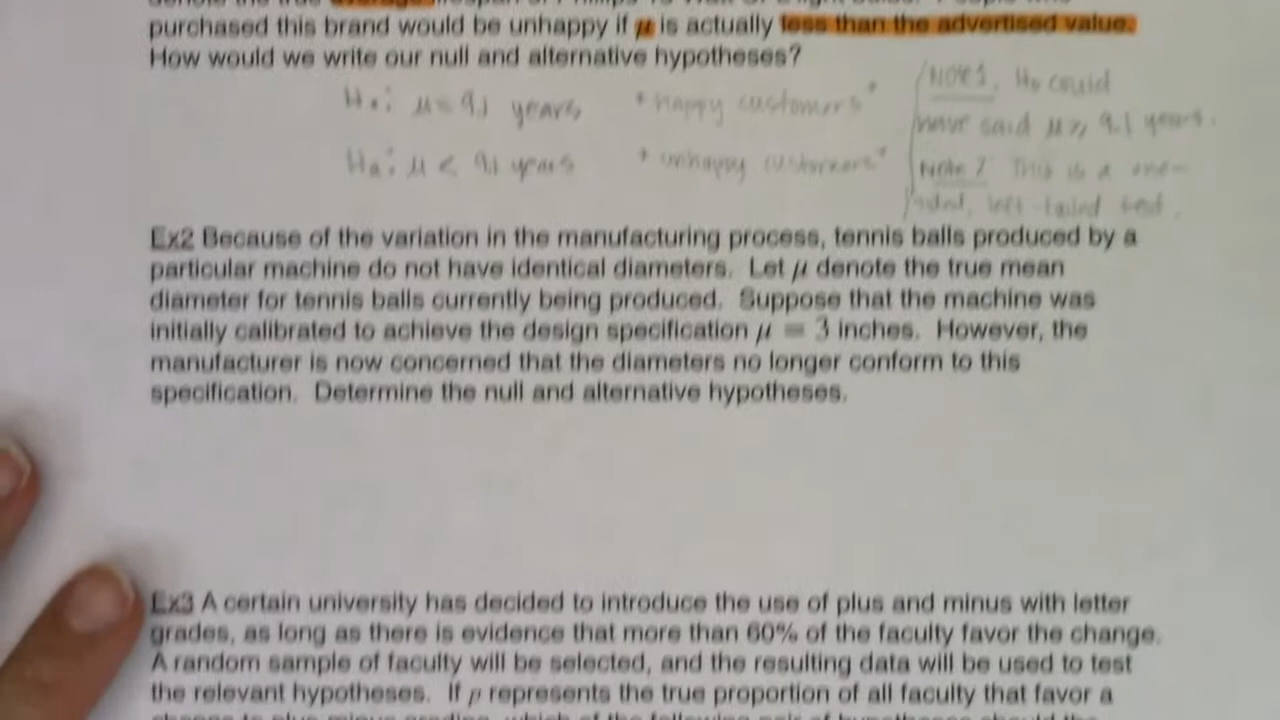 purchased this brand would be unhappy if μ is actually less than the advertised value.
How would we write our null and alternative hypotheses?
H₀: μ = 9.1 years "happy customers"
Hₐ: μ < 9.1 years "unhappy customers"
NOTE 1. H₀ could
have said μ ≥ 9.1 years.
Note 2 This is a one-
tailed, left-tailed test.
Ex2 Because of the variation in the manufacturing process, tennis balls produced by a
particular machine do not have identical diameters. Let μ denote the true mean
diameter for tennis balls currently being produced. Suppose that the machine was
initially calibrated to achieve the design specification μ = 3 inches. However, the
manufacturer is now concerned that the diameters no longer conform to this
specification. Determine the null and alternative hypotheses.
Ex3 A certain university has decided to introduce the use of plus and minus with letter
grades, as long as there is evidence that more than 60% of the faculty favor the change.
A random sample of faculty will be selected, and the resulting data will be used to test
the relevant hypotheses. If p represents the true proportion of all faculty that favor a